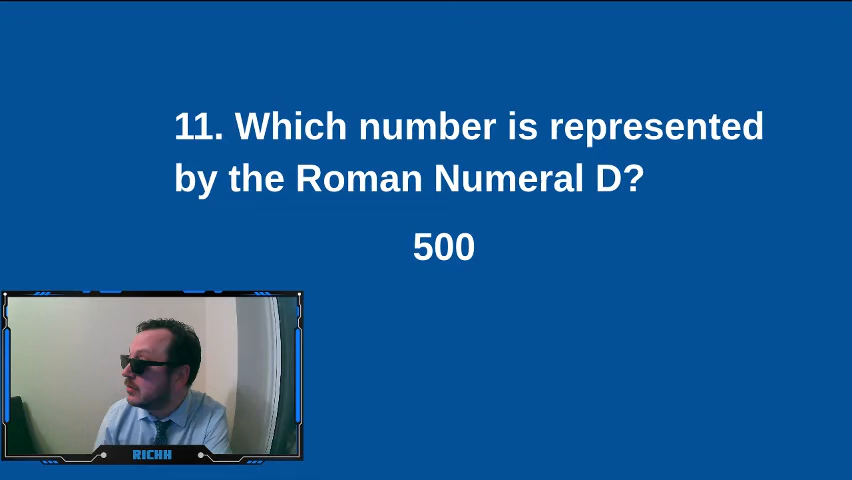 11. Which number is represented
by the Roman Numeral D?
500
RICHH